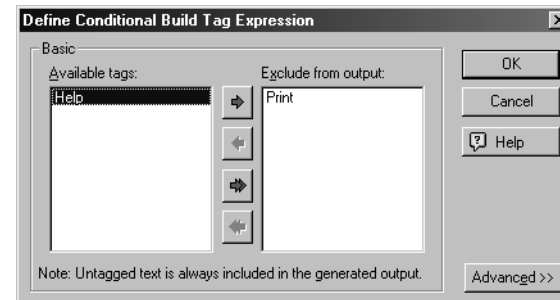 Define Conditional Build Tag Expression
Basic
Available tags:
Exclude from output:
Help
Print
Note: Untagged text is always included in the generated output.
OK
Cancel
Help
Advanced >>